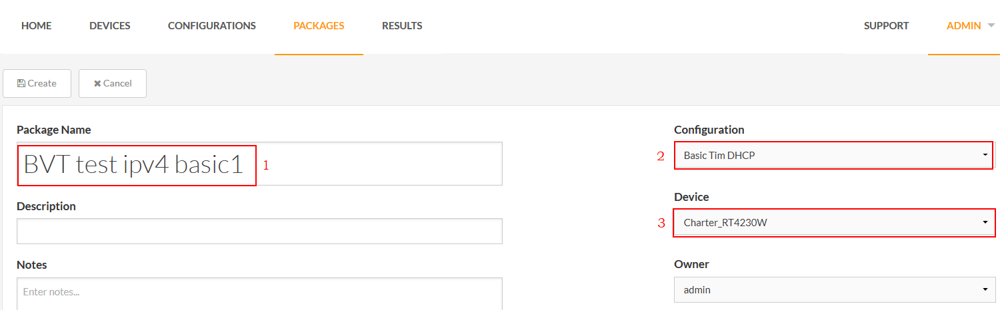 HOME DEVICES CONFIGURATIONS PACKAGES RESULTS SUPPORT ADMIN
Create Cancel
Package Name
BVT test ipv4 basic1 1
Description
Notes
Enter notes...
Configuration
2 Basic Tim DHCP
Device
3 Charter_RT4230W
Owner
admin